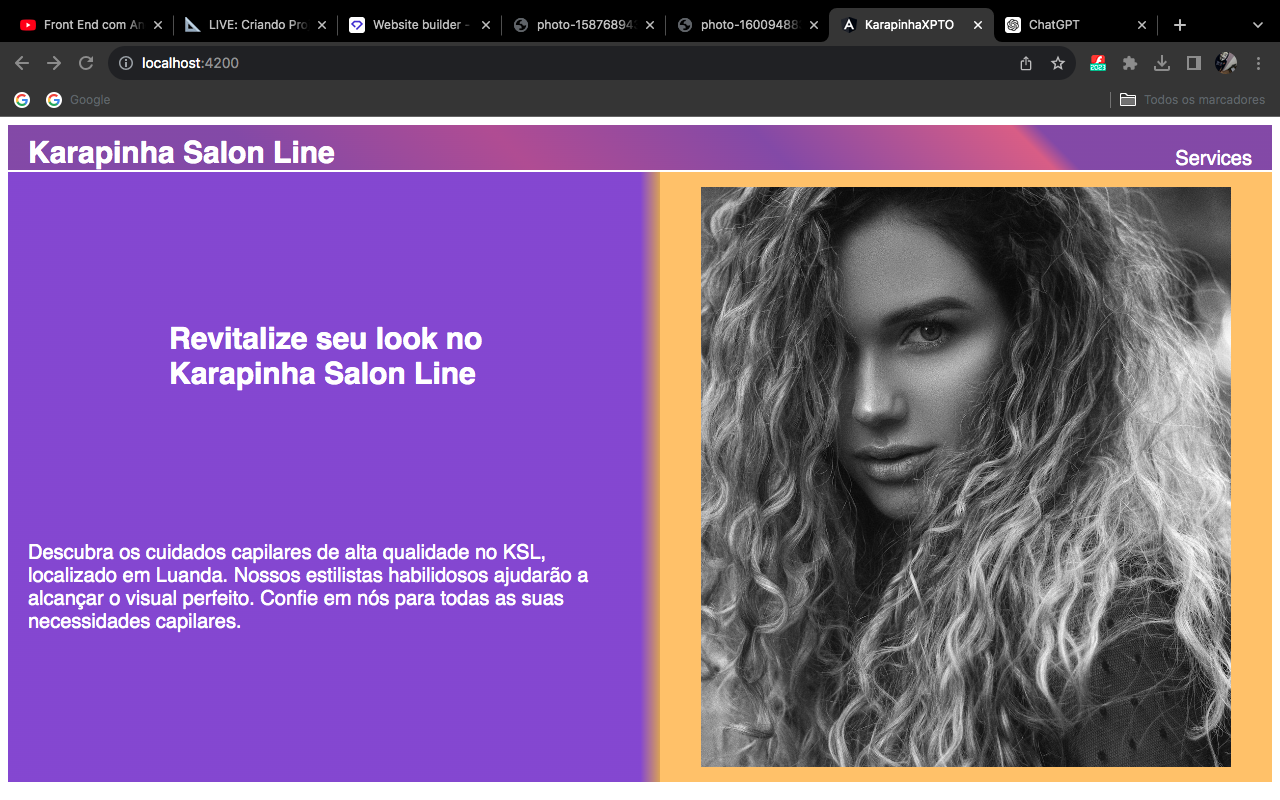 Front End com An
LIVE: Criando Pro
Website builder -
photo-158768943
photo-16009488
KarapinhaXPTO
ChatGPT
localhost:4200
2023
Google
Todos os marcadores
Karapinha Salon Line
Services
Revitalize seu look no
Karapinha Salon Line
Descubra os cuidados capilares de alta qualidade no KSL,
localizado em Luanda. Nossos estilistas habilidosos ajudarão a
alcançar o visual perfeito. Confie em nós para todas as suas
necessidades capilares.